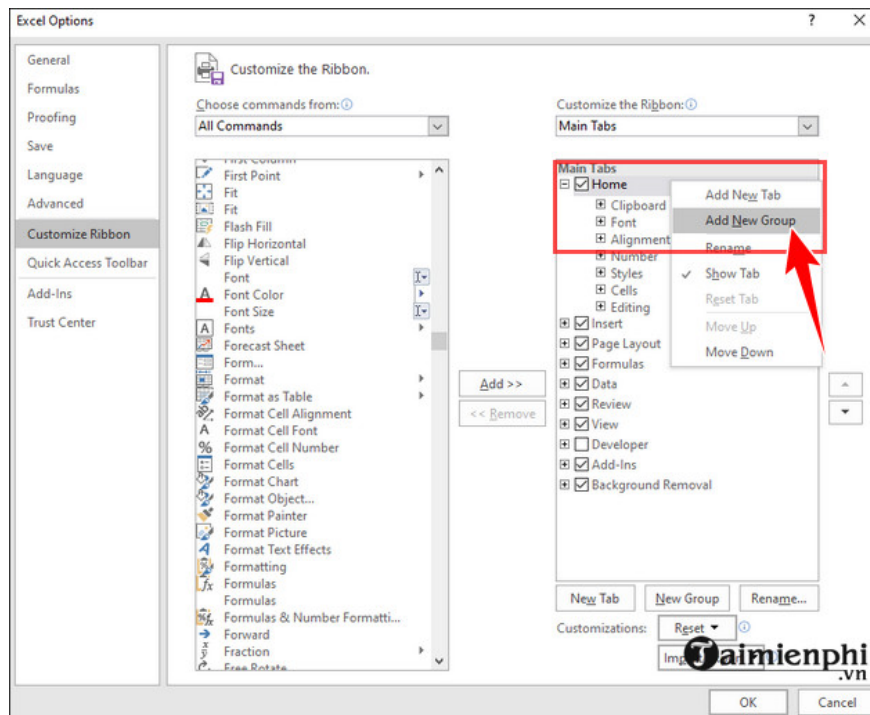 Excel Options
?
General
Formulas
Proofing
Save
Language
Advanced
Customize Ribbon
Quick Access Toolbar
Add-Ins
Trust Center
Customize the Ribbon.
Choose commands from:
All Commands
First Column
First Point
Fit
Fit
Flash Fill
Flip Horizontal
Flip Vertical
Font
Font Color
Font Size
Fonts
Forecast Sheet
Form...
Format
Format as Table
Format Cell Alignment
Format Cell Font
Format Cell Number
Format Cells
Format Chart
Format Object...
Format Painter
Format Picture
Format Text Effects
Formatting
Formulas
Formulas
Formulas & Number Formatti...
Forward
Fraction
Free Rotate
Add >>
<< Remove
Customize the Ribbon:
Main Tabs
Main Tabs
Home
Clipboard
Font
Alignment
Number
Styles
Cells
Editing
Insert
Page Layout
Formulas
Data
Review
View
Developer
Add-Ins
Background Removal
Add New Tab
Add New Group
Rename
Show Tab
Reset Tab
Move Up
Move Down
New Tab
New Group
Rename...
Customizations:
Reset
Taimienphi
.vn
OK
Cancel